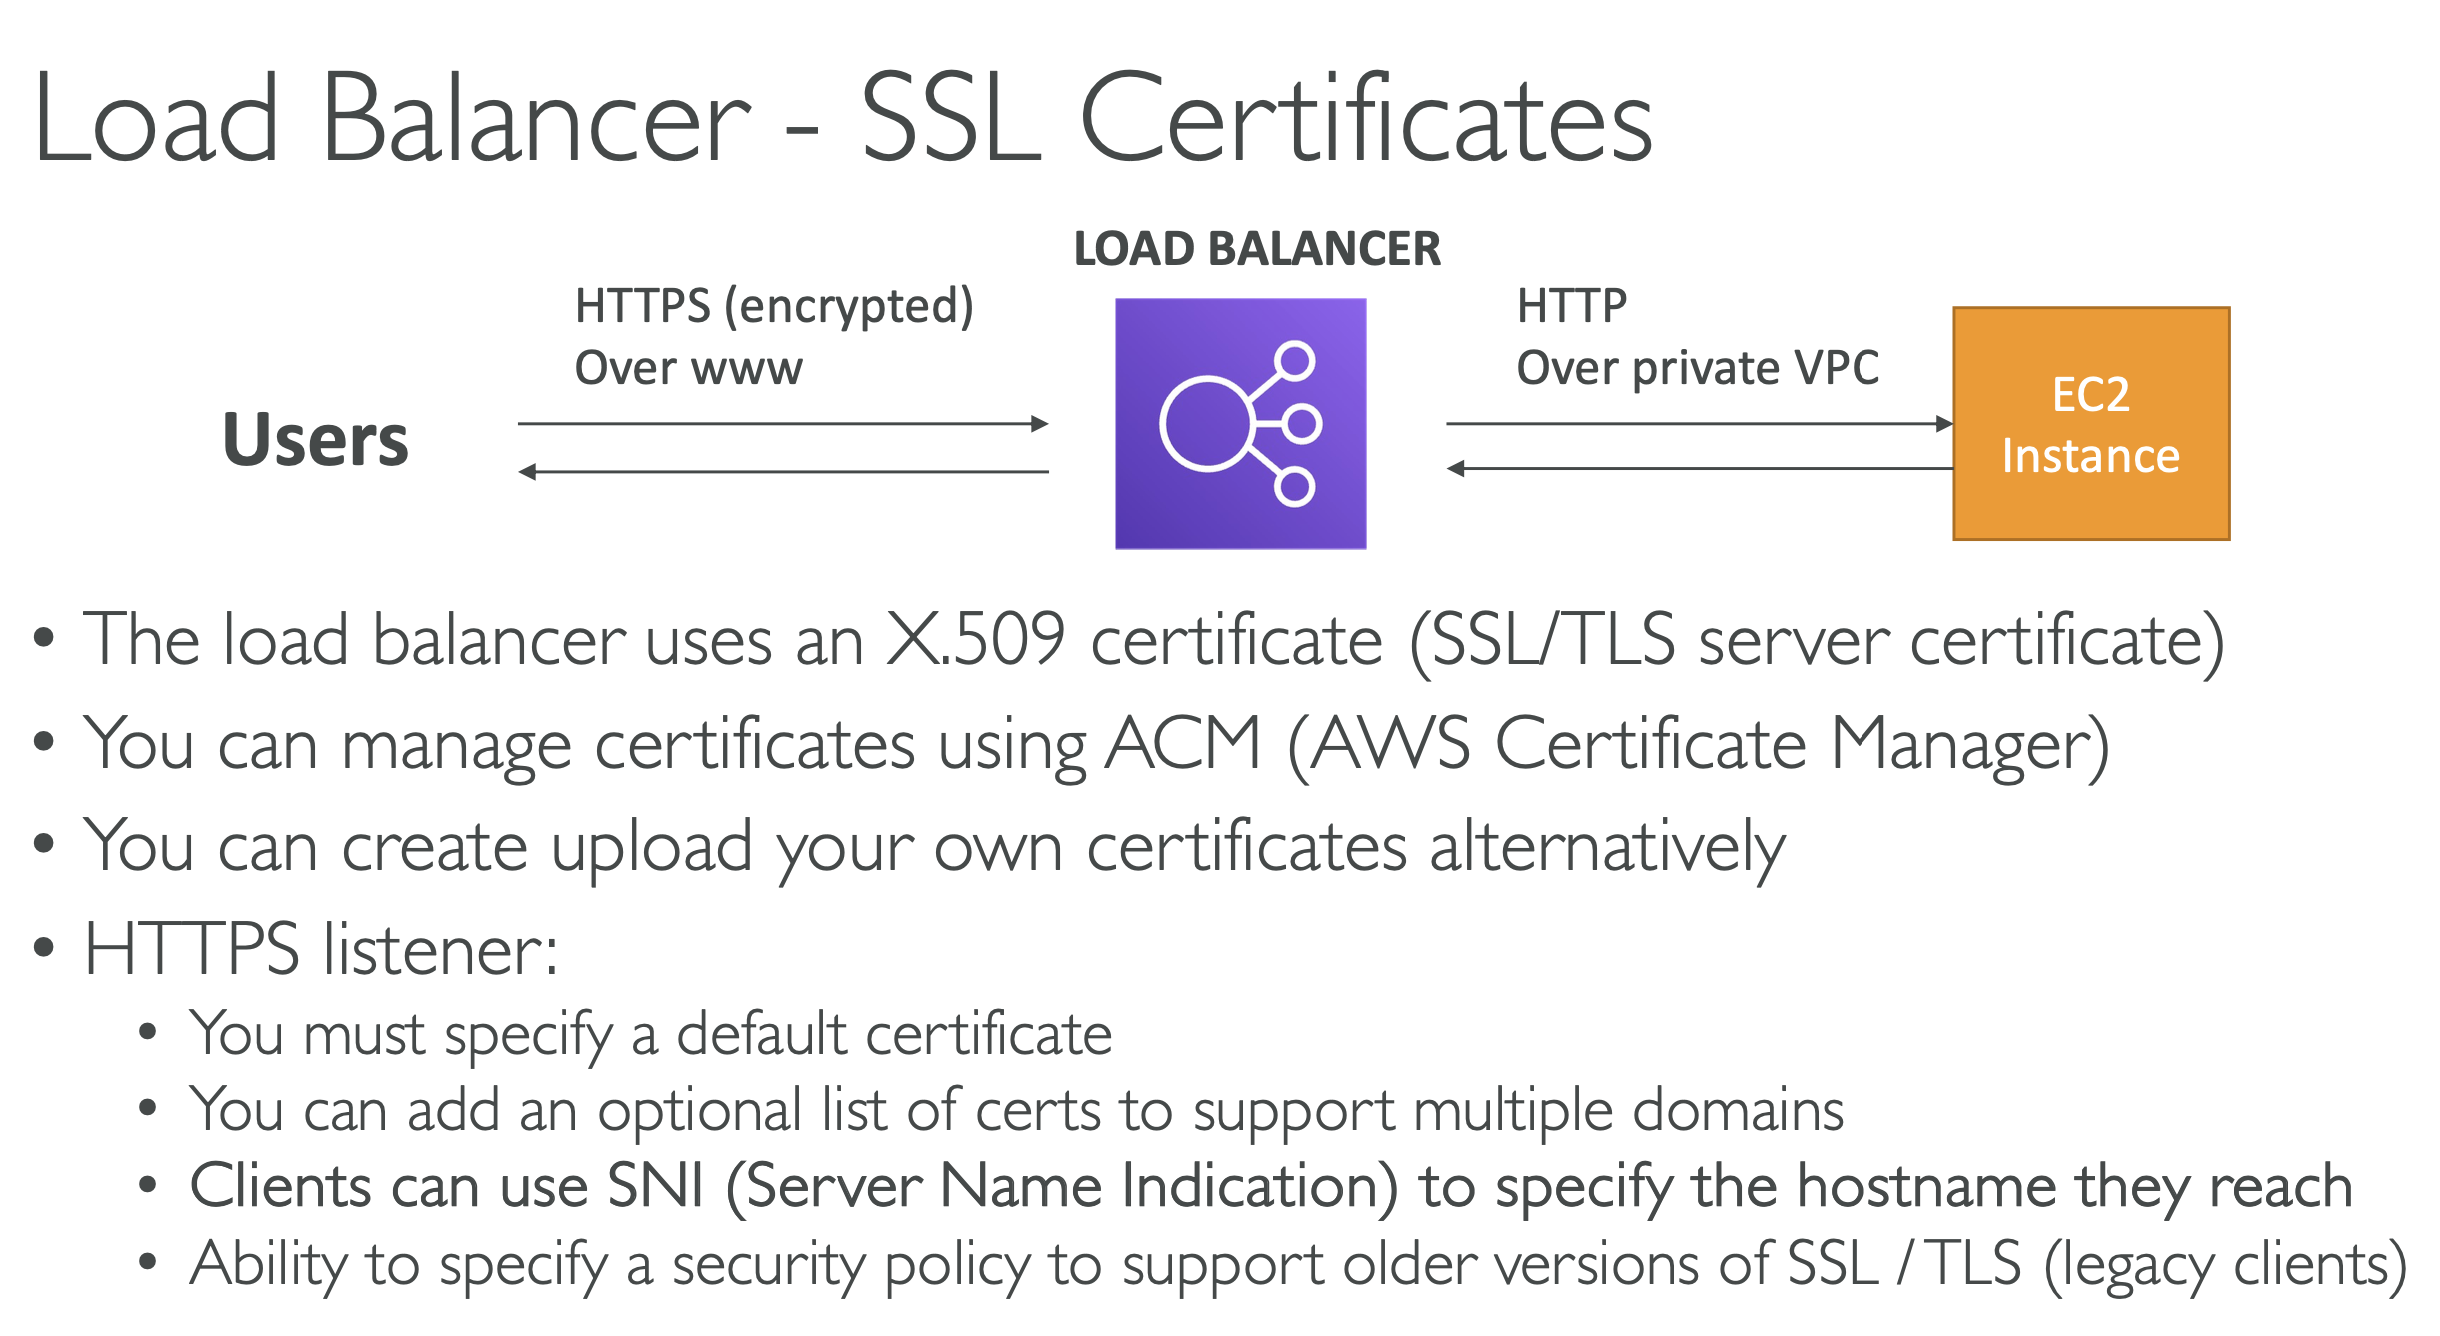 Load Balancer - SSL Certificates
LOAD BALANCER
HTTPS (encrypted)
Over www
HTTP
Over private VPC
Users
EC2
Instance
• The load balancer uses an X.509 certificate (SSL/TLS server certificate)
• You can manage certificates using ACM (AWS Certificate Manager)
• You can create upload your own certificates alternatively
• HTTPS listener:
• You must specify a default certificate
• You can add an optional list of certs to support multiple domains
• Clients can use SNI (Server Name Indication) to specify the hostname they reach
• Ability to specify a security policy to support older versions of SSL / TLS (legacy clients)